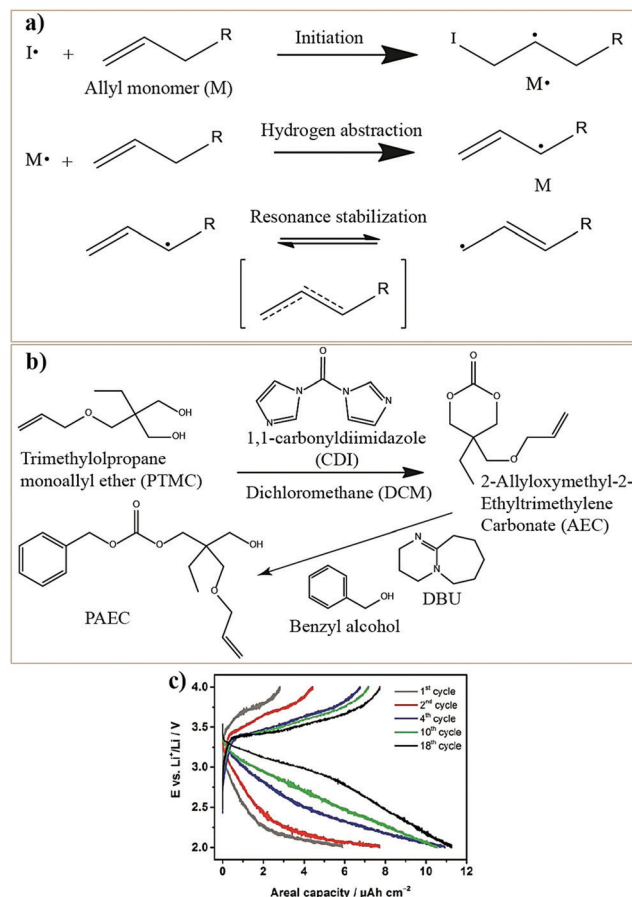 a)
I• + Allyl monomer (M) R Initiation I R M•
M• + R Hydrogen abstraction R M
R Resonance stabilization R
R
b)
O
N N N N
OH O OH
1,1-carbonyldiimidazole
(CDI)
Trimethylolpropane
monoallyl ether (PTMC)
Dichloromethane (DCM)
O
O O
O
2-Allyloxymethyl-2-
Ethyltrimethylene
Carbonate (AEC)
O
O O OH
O
PAEC
OH
Benzyl alcohol
N
N
DBU
c)
E vs. Li⁺/Li / V
4.0
3.5
3.0
2.5
2.0
1st cycle
2nd cycle
4th cycle
10th cycle
18th cycle
0 2 4 6 8 10 12
Areal capacity / µAh cm⁻²